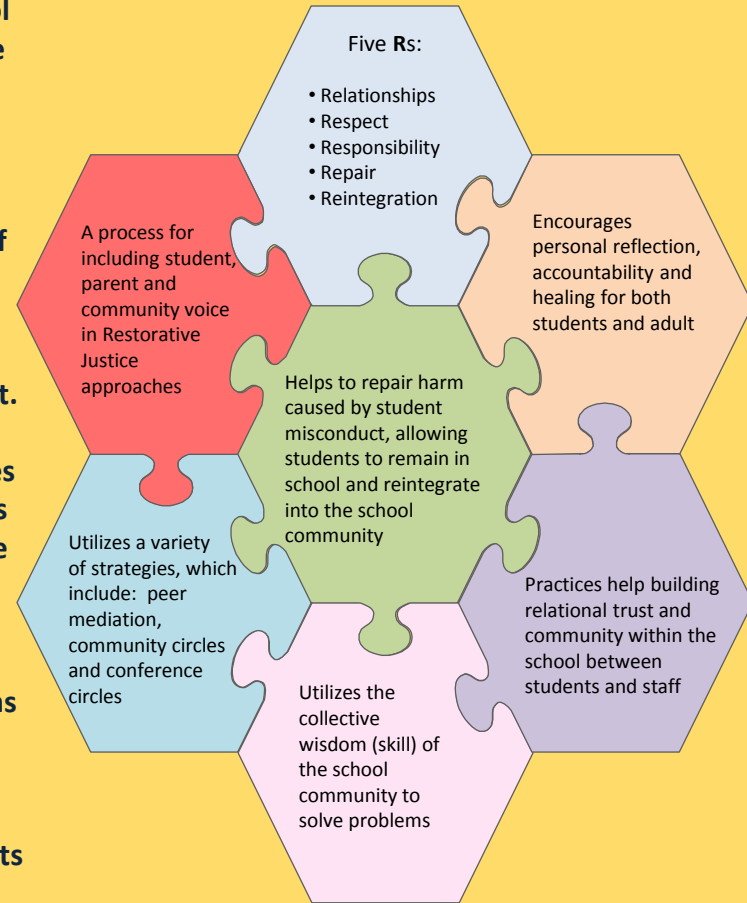 Five Rs:
• Relationships
• Respect
• Responsibility
• Repair
• Reintegration
A process for
including student,
parent and
community voice
in Restorative
Justice
approaches
Encourages
personal reflection,
accountability and
healing for both
students and adult
Helps to repair harm
caused by student
misconduct, allowing
students to remain in
school and reintegrate
into the school
community
Utilizes a variety
of strategies, which
include:  peer
mediation,
community circles
and conference
circles
Practices help building
relational trust and
community within the
school between
students and staff
Utilizes the
collective
wisdom (skill) of
the school
community to
solve problems